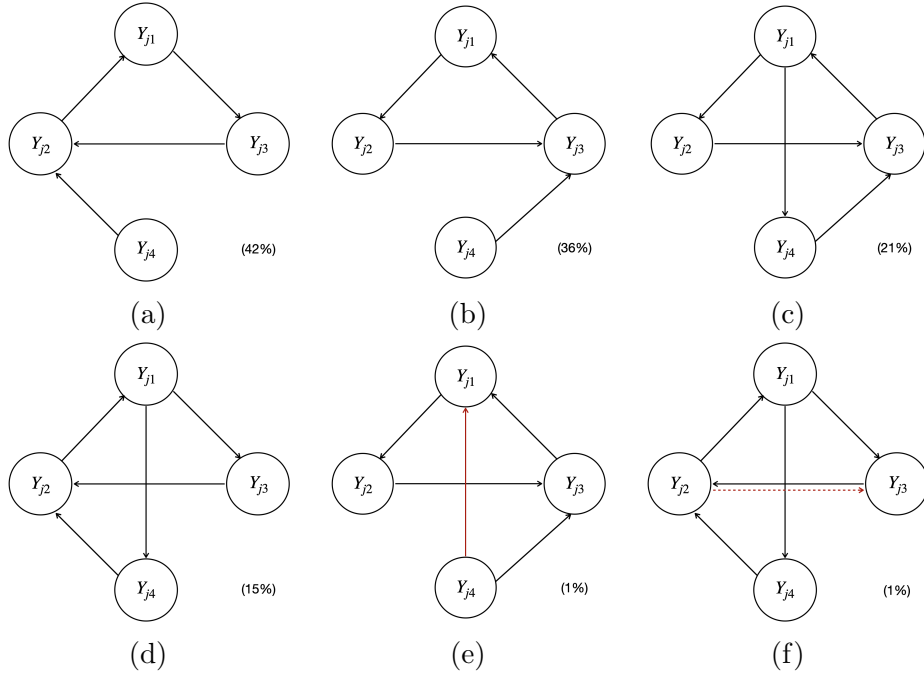 Y_{j1} Y_{j1} Y_{j1}
Y_{j2} Y_{j3} Y_{j2} Y_{j3} Y_{j2} Y_{j3}
Y_{j4} (42%) Y_{j4} (36%) Y_{j4} (21%)
(a) (b) (c)
Y_{j1} Y_{j1} Y_{j1}
Y_{j2} Y_{j3} Y_{j2} Y_{j3} Y_{j2} Y_{j3}
Y_{j4} (15%) Y_{j4} (1%) Y_{j4} (1%)
(d) (e) (f)